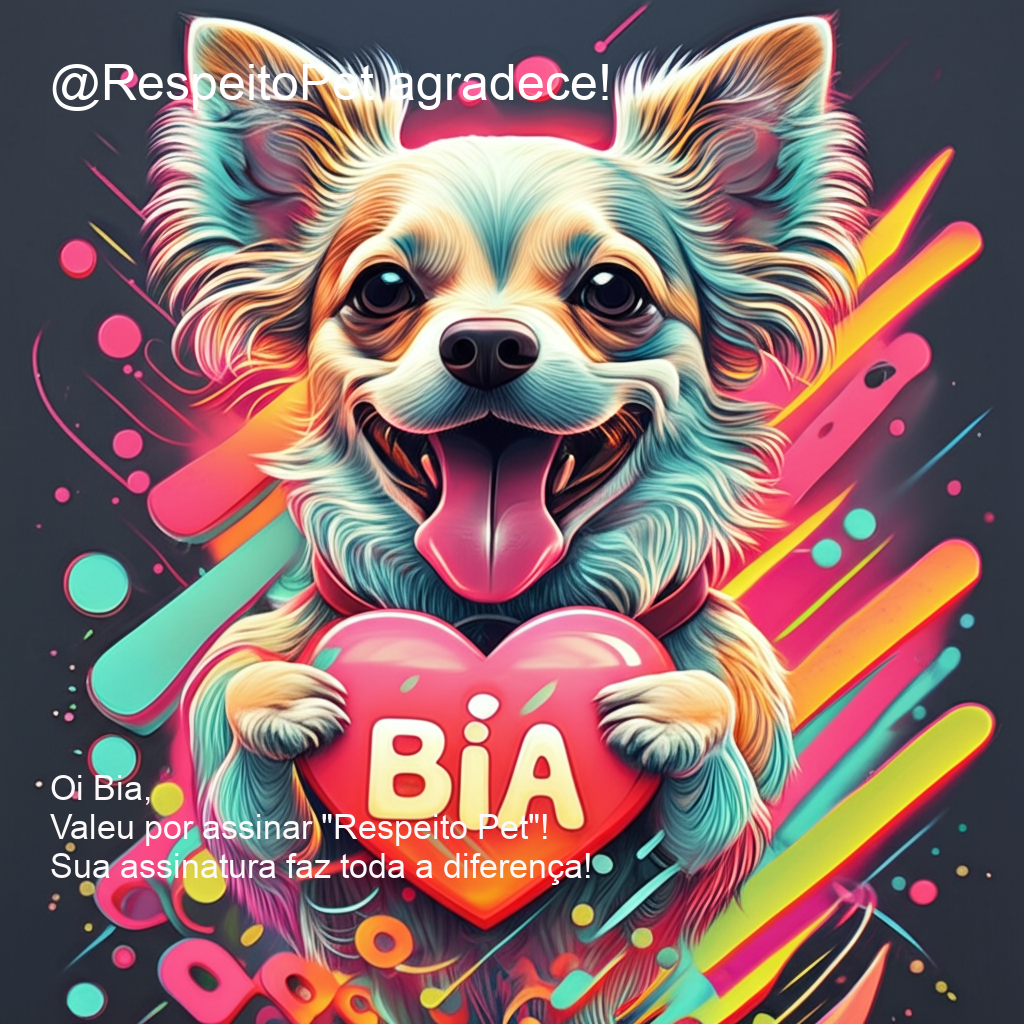 @RespeitoPet agradece!
BiA
Oi Bia,
Valeu por assinar "Respeito Pet"!
Sua assinatura faz toda a diferença!